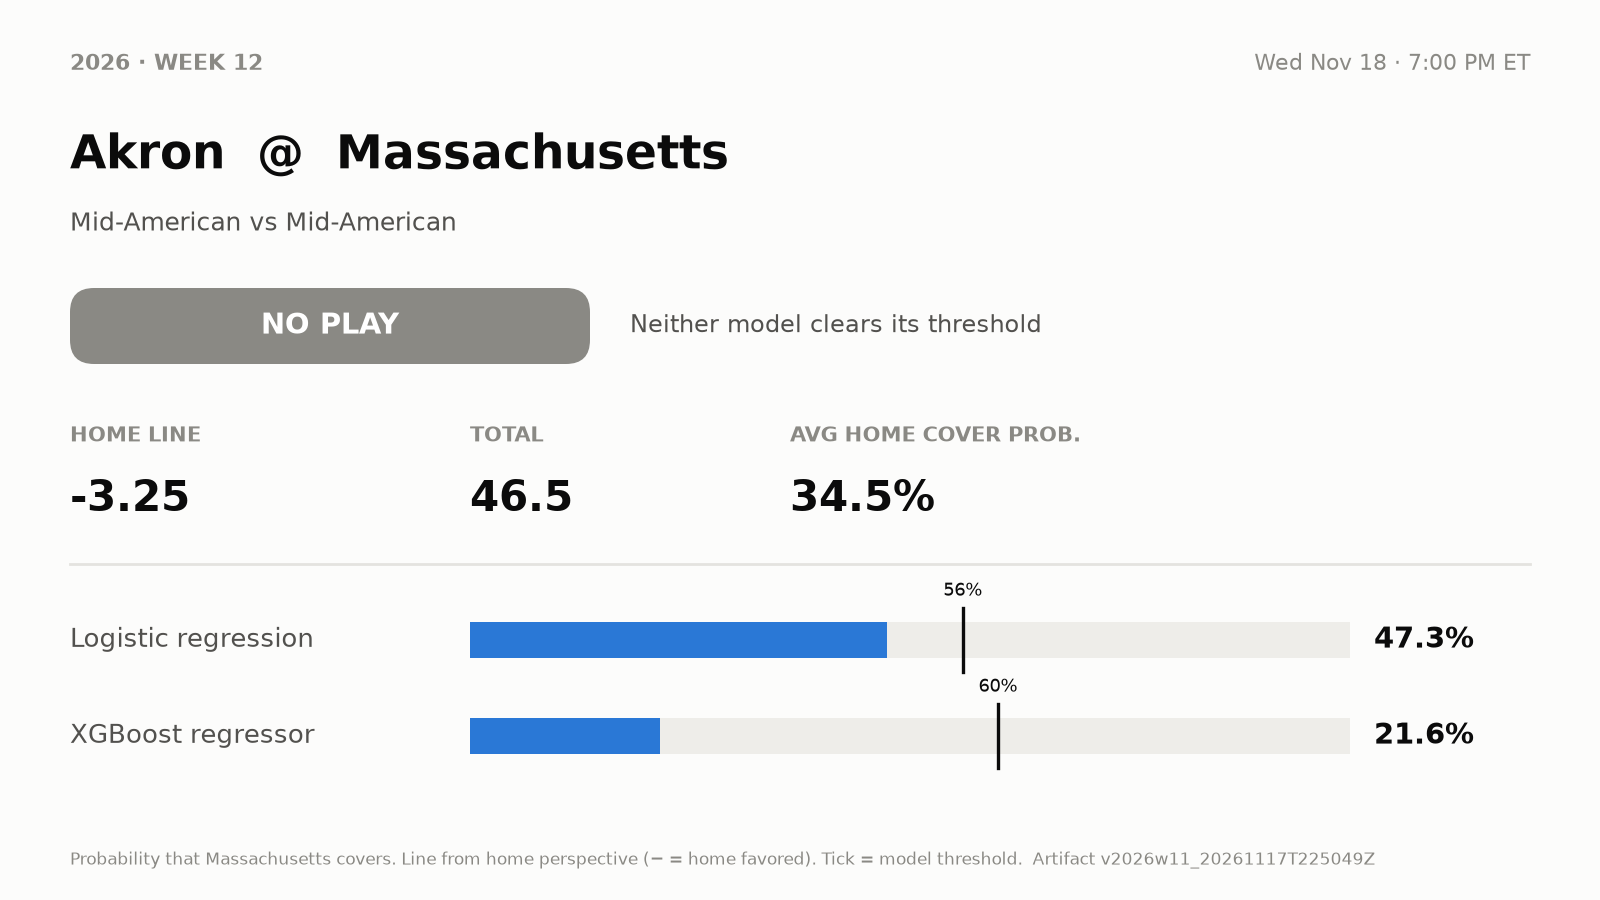 2026 · WEEK 12
Wed Nov 18 · 7:00 PM ET
Akron @ Massachusetts
Mid-American vs Mid-American
NO PLAY
Neither model clears its threshold
HOME LINE
TOTAL
AVG HOME COVER PROB.
-3.25
46.5
34.5%
56%
Logistic regression
47.3%
60%
XGBoost regressor
21.6%
Probability that Massachusetts covers. Line from home perspective (− = home favored). Tick = model threshold.  Artifact v2026w11_20261117T225049Z